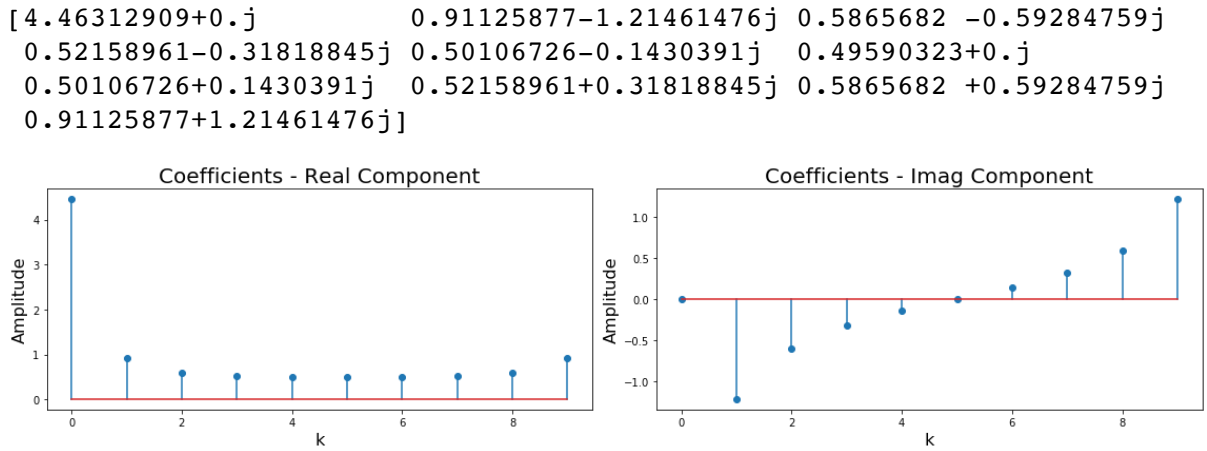 [4.46312909+0.j 0.91125877-1.21461476j 0.5865682 -0.59284759j
0.52158961-0.31818845j 0.50106726-0.1430391j 0.49590323+0.j
0.50106726+0.1430391j 0.52158961+0.31818845j 0.5865682 +0.59284759j
0.91125877+1.21461476j]
Coefficients - Real Component
Amplitude
4
3
2
1
0
0 2 4 6 8
k
Coefficients - Imag Component
Amplitude
1.0
0.5
0.0
−0.5
−1.0
0 2 4 6 8
k